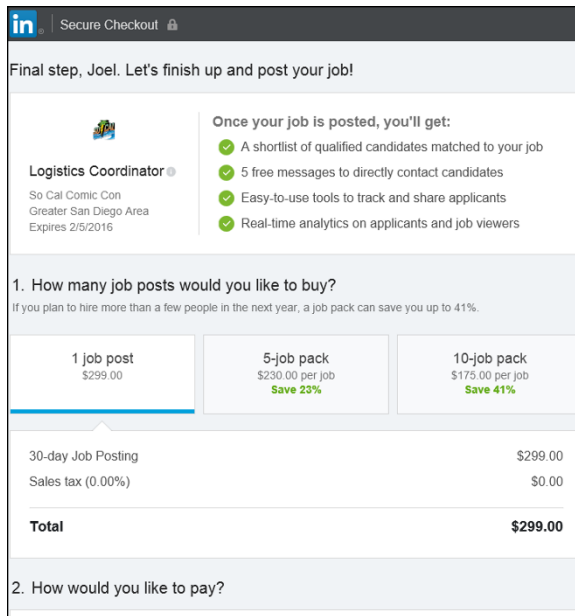 in® Secure Checkout
Final step, Joel. Let's finish up and post your job!
Once your job is posted, you'll get:
A shortlist of qualified candidates matched to your job
5 free messages to directly contact candidates
Easy-to-use tools to track and share applicants
Real-time analytics on applicants and job viewers
Logistics Coordinator
So Cal Comic Con
Greater San Diego Area
Expires 2/5/2016
1. How many job posts would you like to buy?
If you plan to hire more than a few people in the next year, a job pack can save you up to 41%.
1 job post
$299.00
5-job pack
$230.00 per job
Save 23%
10-job pack
$175.00 per job
Save 41%
30-day Job Posting $299.00
Sales tax (0.00%) $0.00
Total $299.00
2. How would you like to pay?